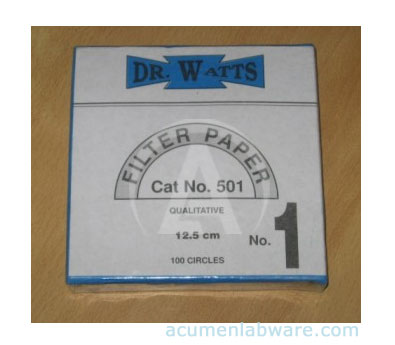 DR. WATTS
FILTER PAPER
Cat No. 501
QUALITATIVE
12.5 cm
No. 1
100 CIRCLES
acumenlabware.com